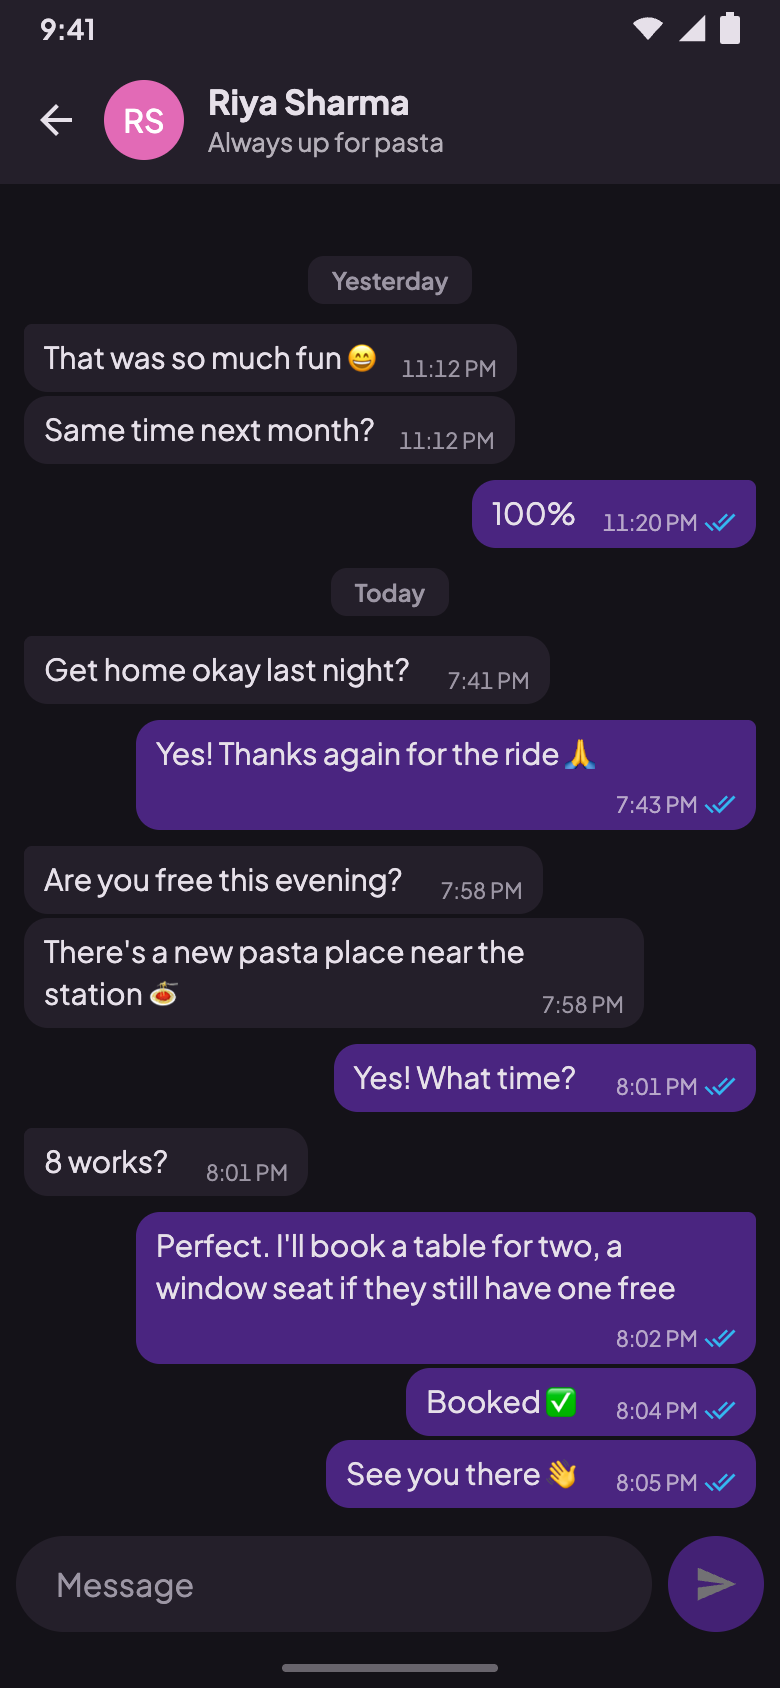 9:41
RS
Riya Sharma
Always up for pasta
Yesterday
That was so much fun 😄 11:12 PM
Same time next month? 11:12 PM
100% 11:20 PM
Today
Get home okay last night? 7:41 PM
Yes! Thanks again for the ride 🙏
7:43 PM
Are you free this evening? 7:58 PM
There's a new pasta place near the
station 🍝 7:58 PM
Yes! What time? 8:01 PM
8 works? 8:01 PM
Perfect. I'll book a table for two, a
window seat if they still have one free
8:02 PM
Booked ✅ 8:04 PM
See you there 👋 8:05 PM
Message